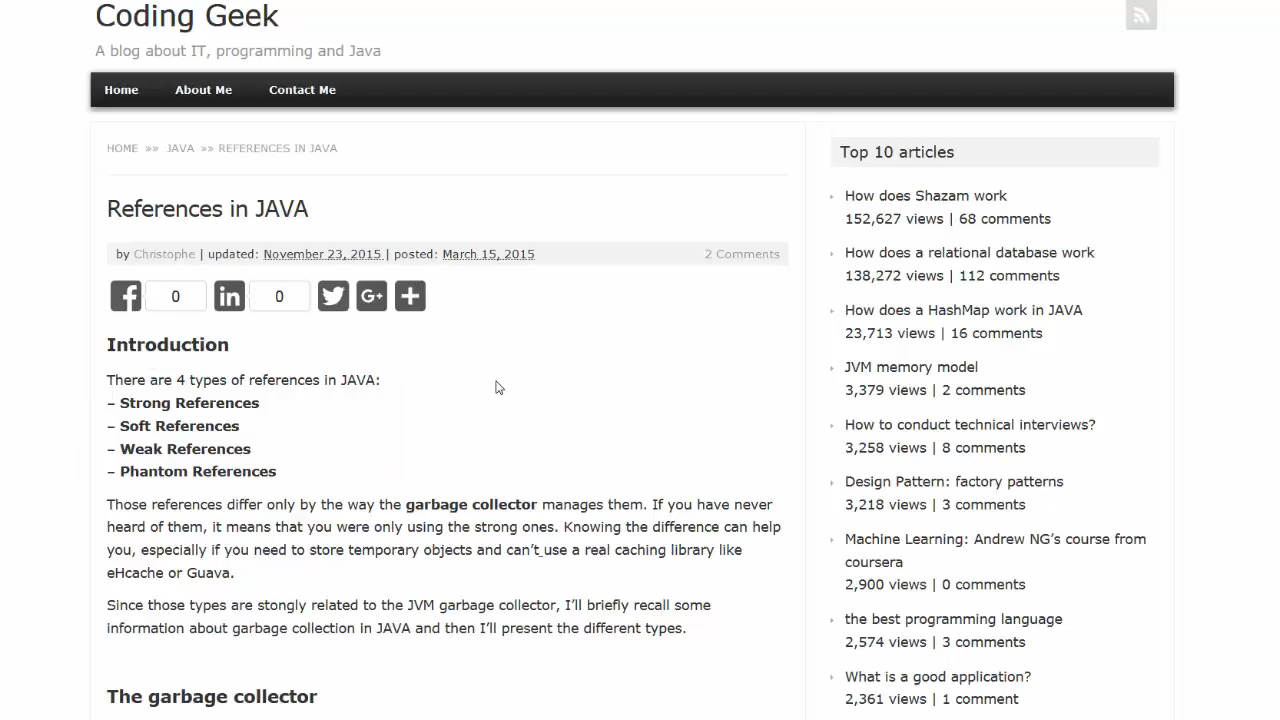 Coding Geek
A blog about IT, programming and Java
Home About Me Contact Me
HOME »» JAVA »» REFERENCES IN JAVA
References in JAVA
by Christophe | updated: November 23, 2015 | posted: March 15, 2015 2 Comments
0 0
Introduction
There are 4 types of references in JAVA:
– Strong References
– Soft References
– Weak References
– Phantom References
Those references differ only by the way the garbage collector manages them. If you have never
heard of them, it means that you were only using the strong ones. Knowing the difference can help
you, especially if you need to store temporary objects and can’t use a real caching library like
eHcache or Guava.
Since those types are stongly related to the JVM garbage collector, I’ll briefly recall some
information about garbage collection in JAVA and then I’ll present the different types.
The garbage collector
Top 10 articles
How does Shazam work
152,627 views | 68 comments
How does a relational database work
138,272 views | 112 comments
How does a HashMap work in JAVA
23,713 views | 16 comments
JVM memory model
3,379 views | 2 comments
How to conduct technical interviews?
3,258 views | 8 comments
Design Pattern: factory patterns
3,218 views | 3 comments
Machine Learning: Andrew NG’s course from
coursera
2,900 views | 0 comments
the best programming language
2,574 views | 3 comments
What is a good application?
2,361 views | 1 comment